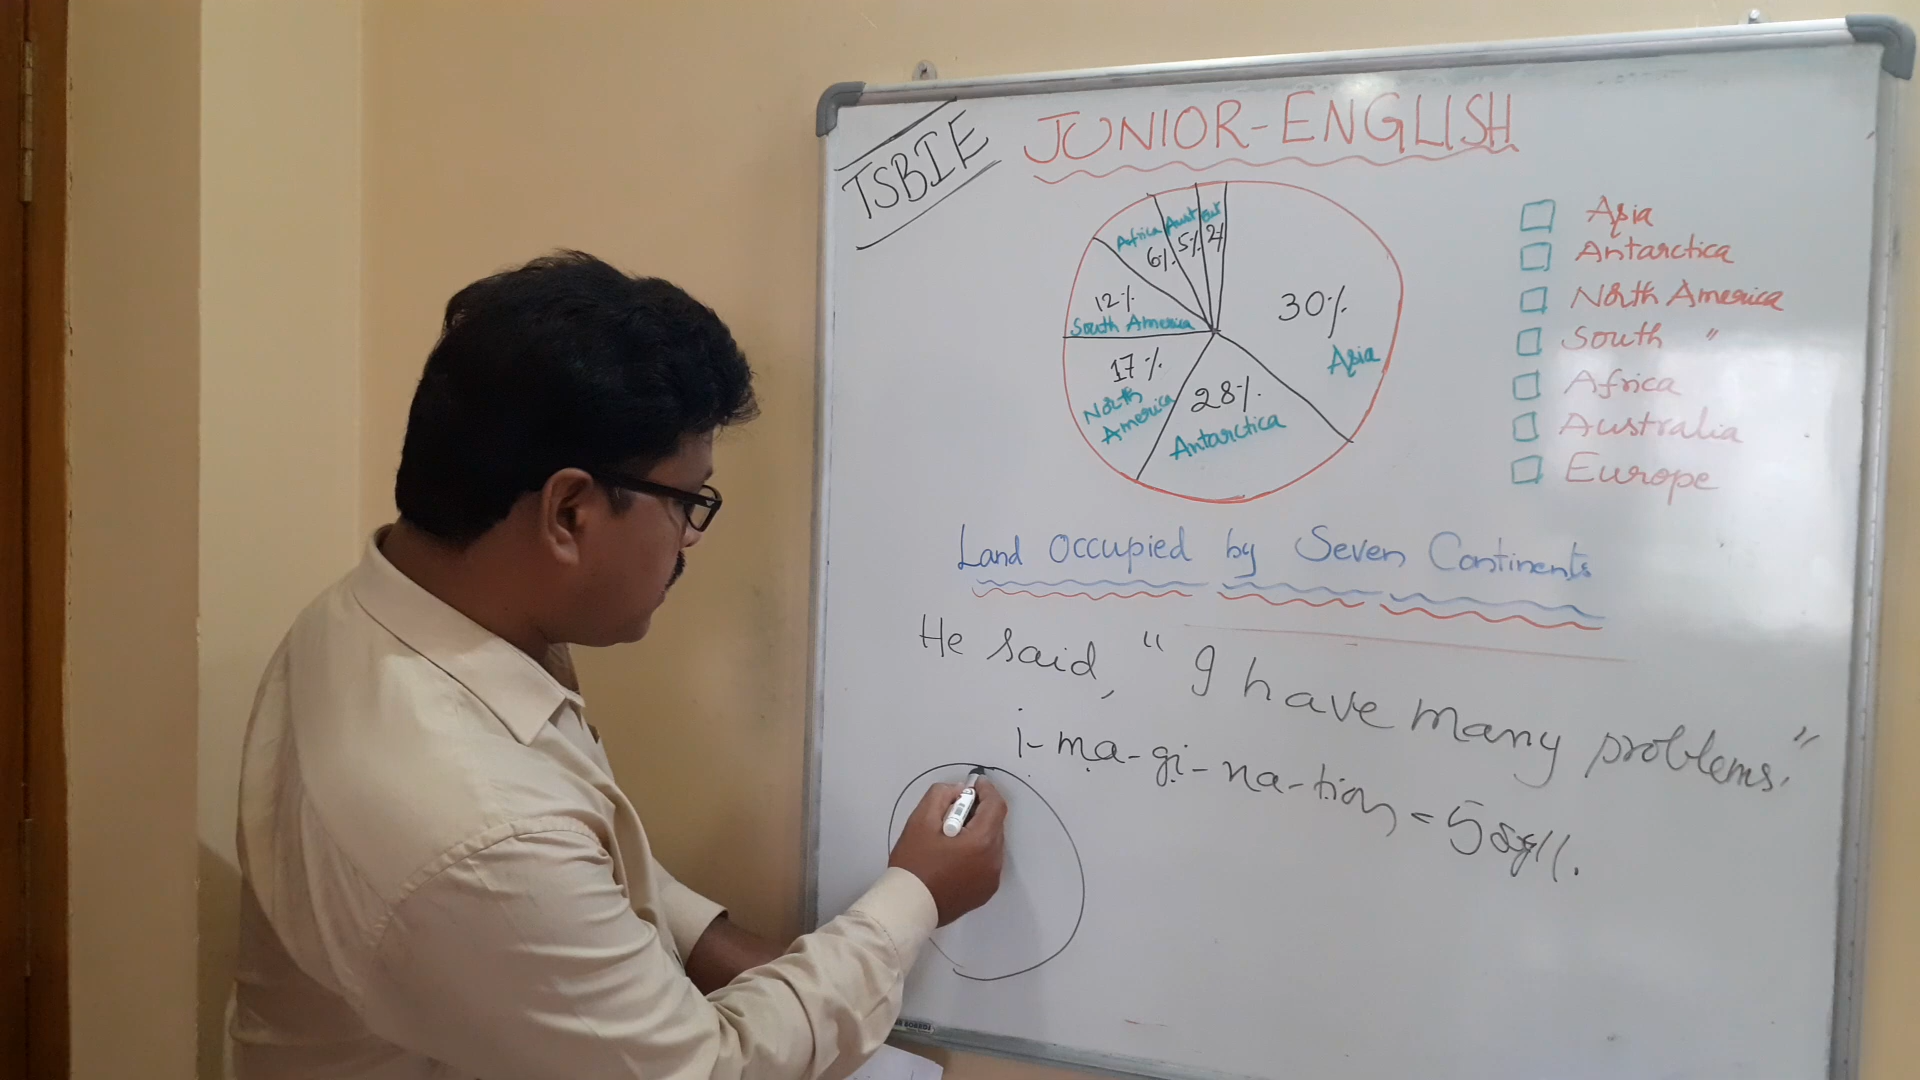 TSBIE
JUNIOR-ENGLISH
Africa
6%
Aust
5%
Eur
2%
30%
Asia
12%
South America
17%
North
America
28%
Antarctica
Asia
Antarctica
North America
South "
Africa
Australia
Europe
Land Occupied by Seven Continents
He said, "I have many problems."
i-ma-gi-na-tion = 5 syll.